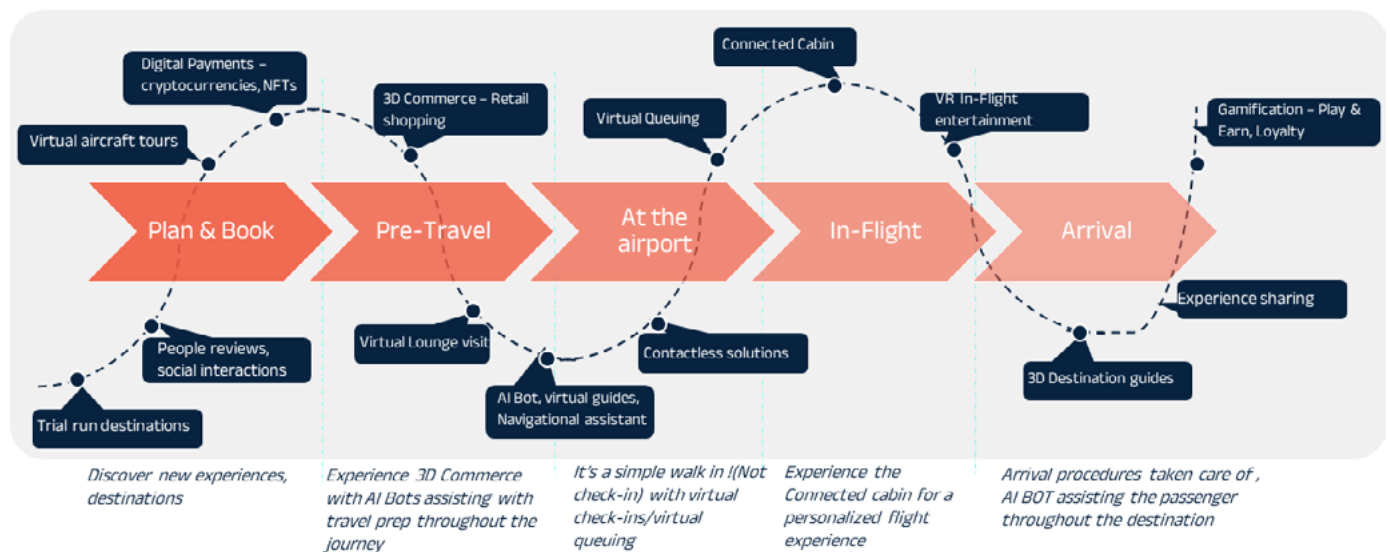 Connected Cabin
Digital Payments –
cryptocurrencies, NFTs
3D Commerce – Retail
shopping
VR In-Flight
entertainment
Gamification – Play &
Earn, Loyalty
Virtual Queuing
Virtual aircraft tours
Plan & Book
Pre-Travel
At the
airport
In-Flight
Arrival
Experience sharing
People reviews,
social interactions
Virtual Lounge visit
Contactless solutions
3D Destination guides
AI Bot, virtual guides,
Navigational assistant
Trial run destinations
Discover new experiences,
destinations
Experience 3D Commerce
with AI Bots assisting with
travel prep throughout the
journey
It's a simple walk in !(Not
check-in) with virtual
check-ins/virtual
queuing
Experience the
Connected cabin for a
personalized flight
experience
Arrival procedures taken care of ,
AI BOT assisting the passenger
throughout the destination